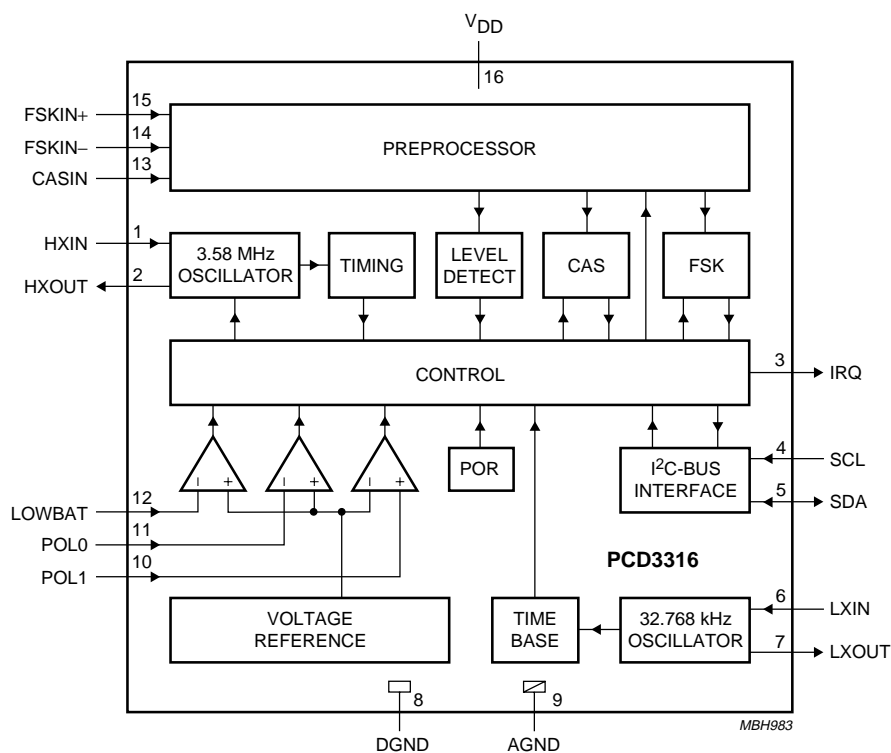 VDD
16
15
FSKIN+
14
FSKIN−
13
CASIN
PREPROCESSOR
1
HXIN
2
HXOUT
3.58 MHz
OSCILLATOR
TIMING
LEVEL
DETECT
CAS
FSK
CONTROL
3
IRQ
− +
− +
− +
POR
I2C-BUS
INTERFACE
4
SCL
5
SDA
12
LOWBAT
11
POL0
10
POL1
PCD3316
VOLTAGE
REFERENCE
TIME
BASE
32.768 kHz
OSCILLATOR
6
LXIN
7
LXOUT
8
DGND
9
AGND
MBH983